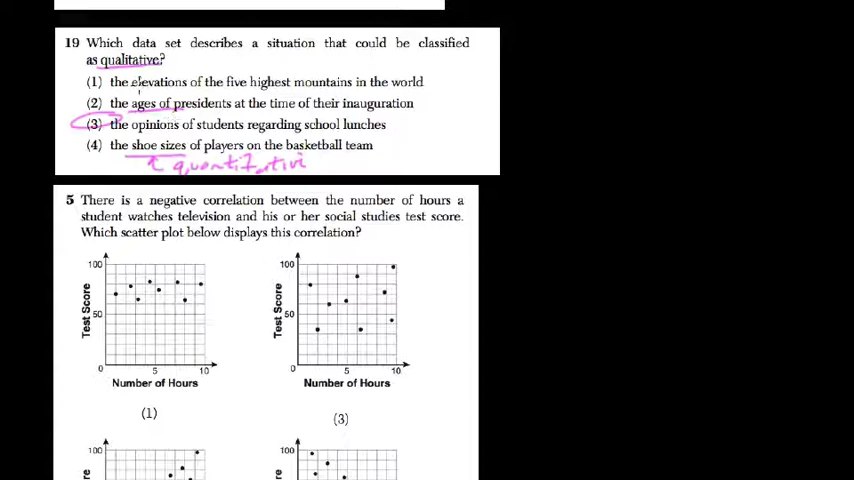 19 Which data set describes a situation that could be classified
as qualitative?
(1) the elevations of the five highest mountains in the world
(2) the ages of presidents at the time of their inauguration
(3) the opinions of students regarding school lunches
(4) the shoe sizes of players on the basketball team
quantitative
5 There is a negative correlation between the number of hours a
student watches television and his or her social studies test score.
Which scatter plot below displays this correlation?
100
50
0
5
10
Test Score
Number of Hours
(1)
100
50
0
5
10
Test Score
Number of Hours
(3)
100
100